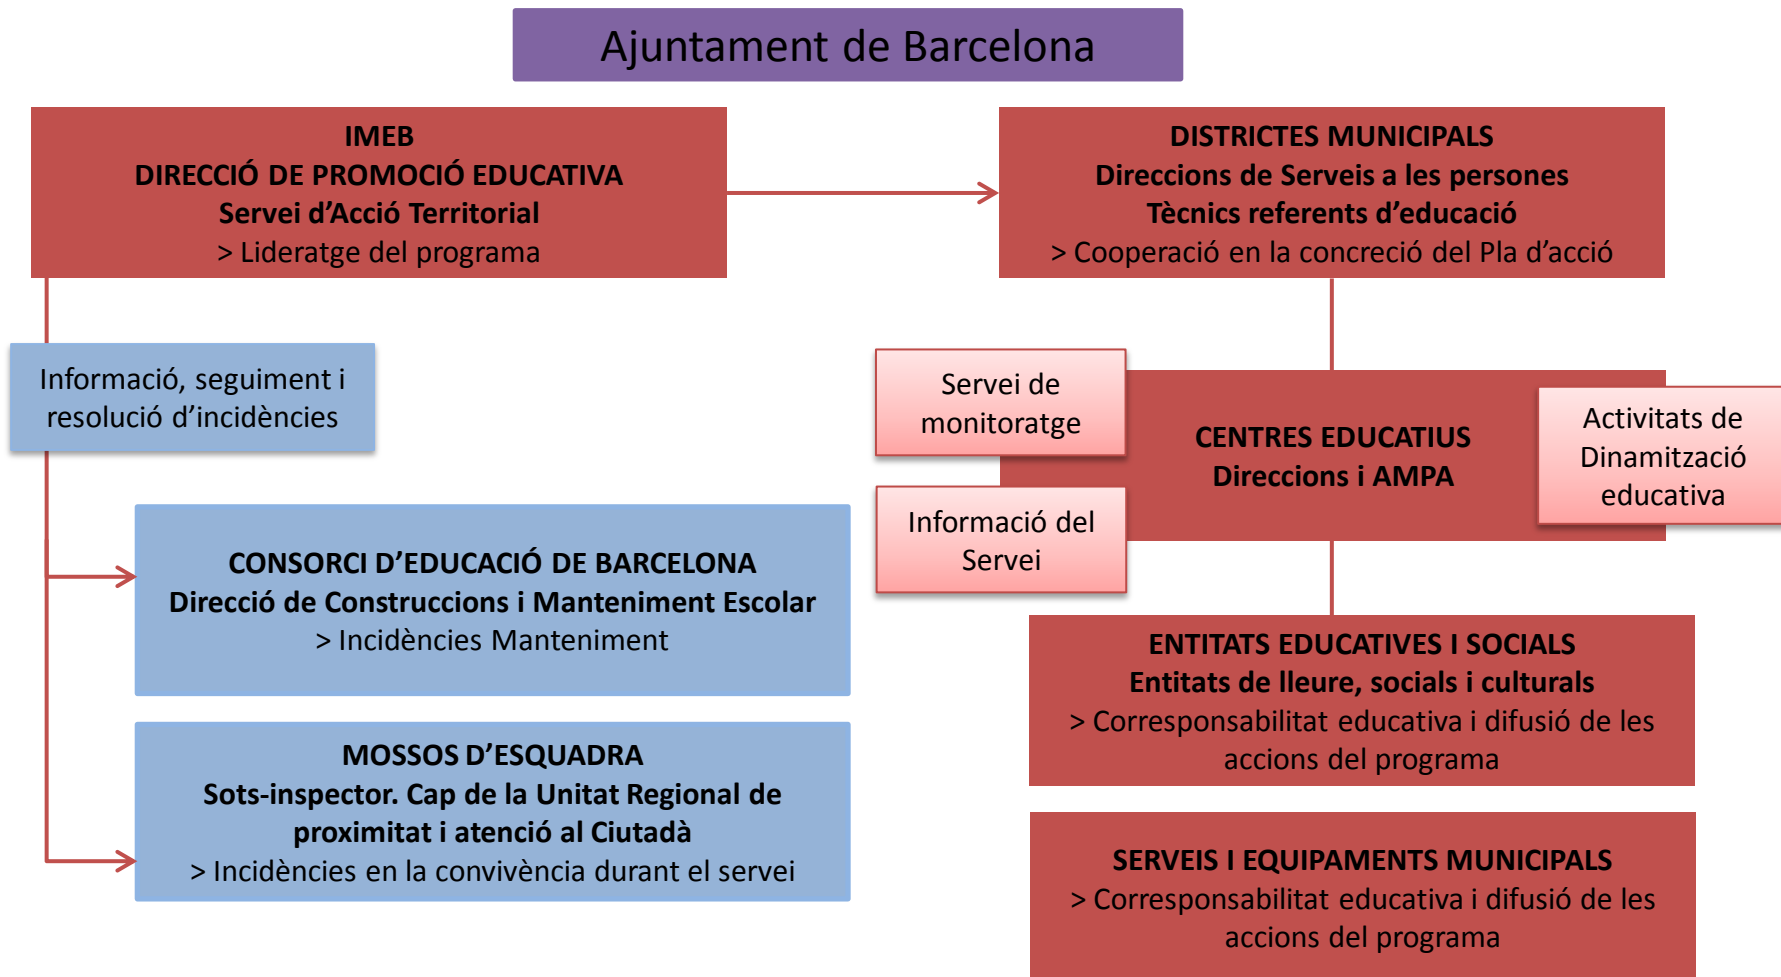 Ajuntament de Barcelona
IMEB
DIRECCIÓ DE PROMOCIÓ EDUCATIVA
Servei d’Acció Territorial
> Lideratge del programa
DISTRICTES MUNICIPALS
Direccions de Serveis a les persones
Tècnics referents d’educació
> Cooperació en la concreció del Pla d’acció
Informació, seguiment i
resolució d’incidències
Servei de
monitoratge
CENTRES EDUCATIUS
Direccions i AMPA
Activitats de
Dinamització
educativa
Informació del
Servei
CONSORCI D’EDUCACIÓ DE BARCELONA
Direcció de Construccions i Manteniment Escolar
> Incidències Manteniment
ENTITATS EDUCATIVES I SOCIALS
Entitats de lleure, socials i culturals
> Corresponsabilitat educativa i difusió de les
accions del programa
MOSSOS D’ESQUADRA
Sots-inspector. Cap de la Unitat Regional de
proximitat i atenció al Ciutadà
> Incidències en la convivència durant el servei
SERVEIS I EQUIPAMENTS MUNICIPALS
> Corresponsabilitat educativa i difusió de les
accions del programa